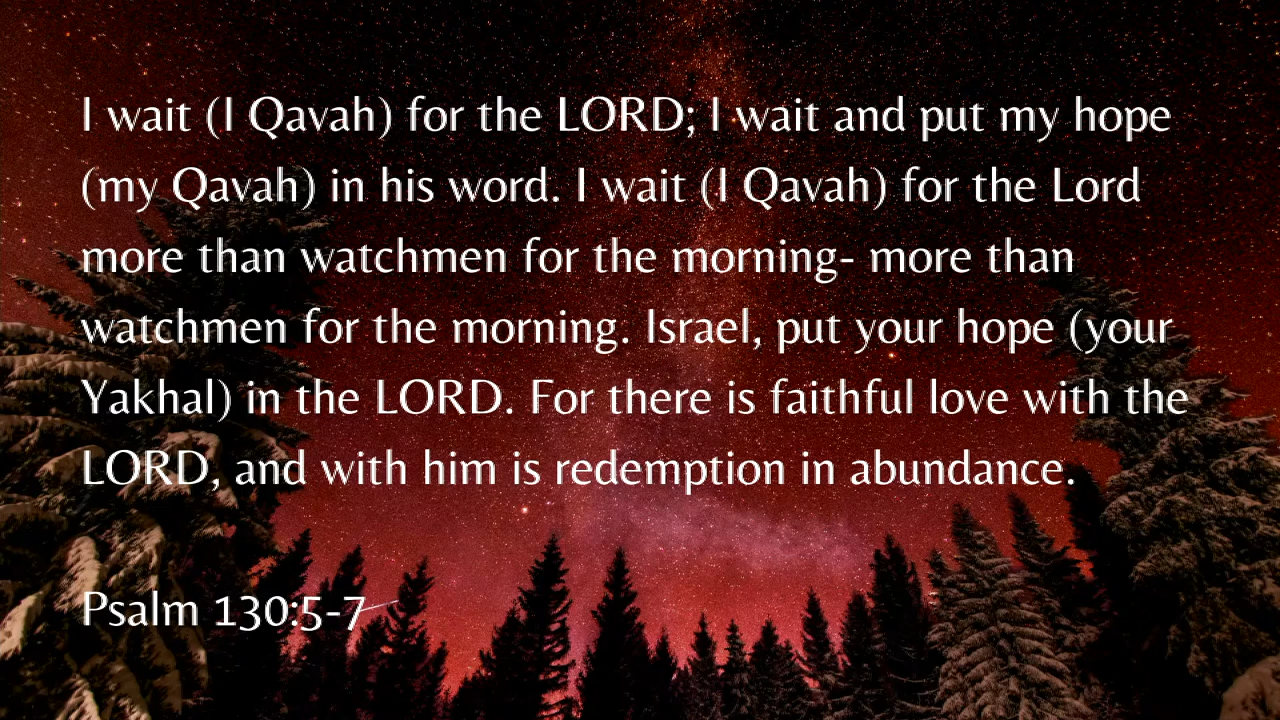 I wait (I Qavah) for the LORD; I wait and put my hope
(my Qavah) in his word. I wait (I Qavah) for the Lord
more than watchmen for the morning- more than
watchmen for the morning. Israel, put your hope (your
Yakhal) in the LORD. For there is faithful love with the
LORD, and with him is redemption in abundance.
Psalm 130:5-7